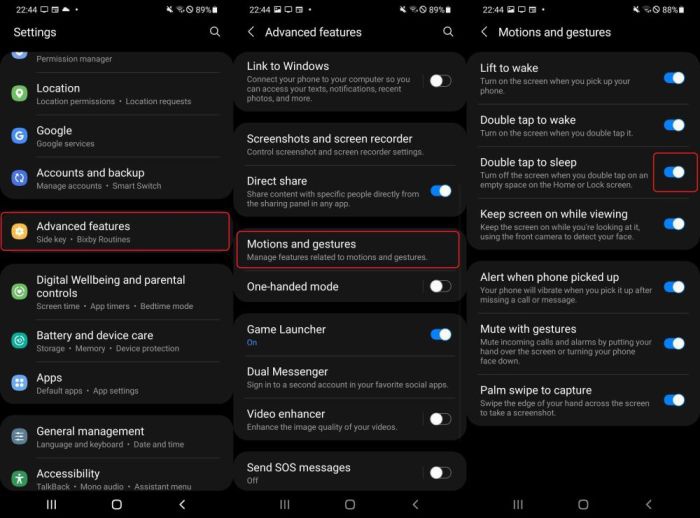 22:44
89%
Settings
Permission manager
Location
Location permissions • Location requests
Google
Google services
Accounts and backup
Manage accounts • Smart Switch
Advanced features
Side key • Bixby Routines
Digital Wellbeing and parental
controls
Screen time • App timers • Bedtime mode
Battery and device care
Storage • Memory • Device protection
Apps
Default apps • App settings
General management
Language and keyboard • Date and time
Accessibility
TalkBack • Mono audio • Assistant menu
22:44
89%
Advanced features
Link to Windows
Connect your phone to your computer so you
can access your texts, notifications, recent
photos, and more.
Screenshots and screen recorder
Control screenshot and screen recorder settings.
Direct share
Share content with specific people directly from
the sharing panel in any app.
Motions and gestures
Manage features related to motions and gestures.
One-handed mode
Game Launcher
On
Dual Messenger
Sign in to a second account in your favorite social apps.
Video enhancer
Enhance the image quality of your videos.
Send SOS messages
Off
22:44
88%
Motions and gestures
Lift to wake
Turn on the screen when you pick up your
phone.
Double tap to wake
Turn on the screen when you double tap it.
Double tap to sleep
Turn off the screen when you double tap on an
empty space on the Home or Lock screen.
Keep screen on while viewing
Keep the screen on while you're looking at it,
using the front camera to detect your face.
Alert when phone picked up
Your phone will vibrate when you pick it up after
missing a call or message.
Mute with gestures
Mute incoming calls and alarms by putting your
hand over the screen or turning your phone
face down.
Palm swipe to capture
Swipe the edge of your hand across the screen
to take a screenshot.